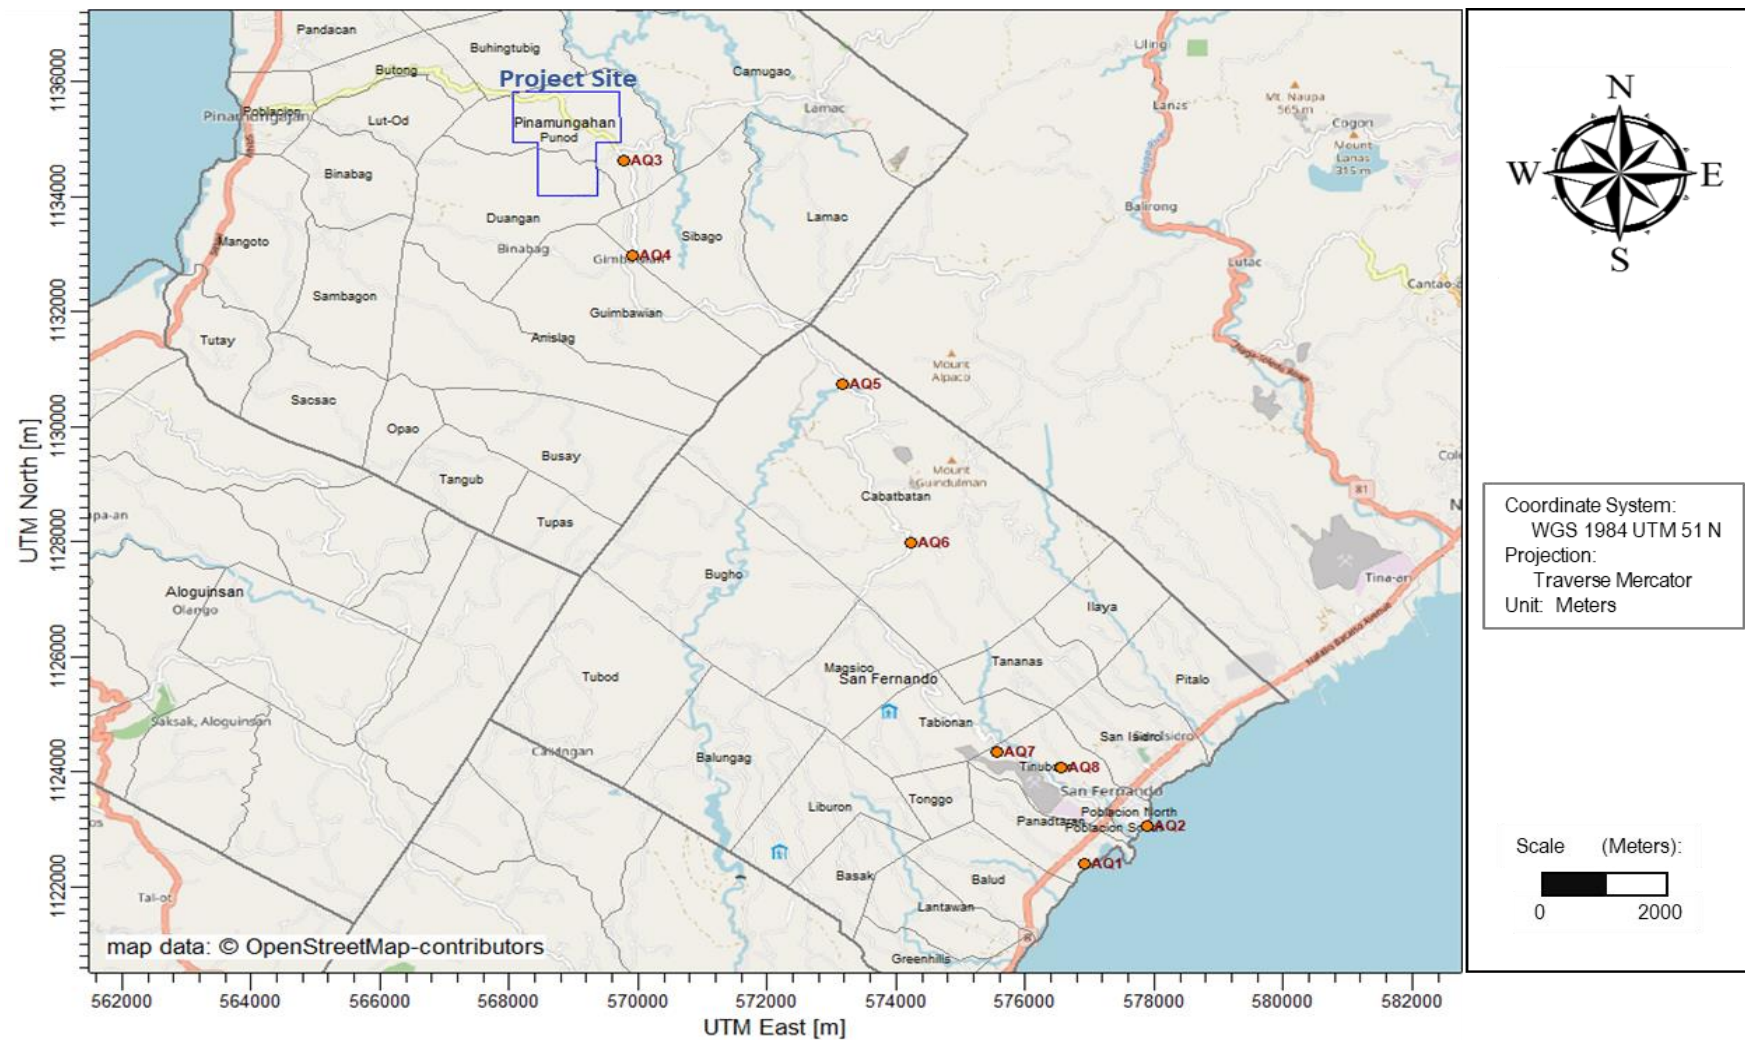 Pandacan
Buhingtubig
Uling
Butong
Camugao
Project Site
Mt. Naupa
565 m
Lanas
Lamac
Poblacion
Pinamungajan
Lut-Od
Pinamungahan
Punod
Cogon
Mount
Lanas
315 m
AQ3
Binabag
Balirong
Duangan
Lamac
Sibago
Mangoto
Binabag
AQ4
Lutac
Sambagon
Guimbawian
Tutay
Anislag
Mount
Alpaco
AQ5
Sacsac
Opao
Busay
Tangub
Mount
Guindulman
Cabatbatan
81
Tupas
pa-an
AQ6
Bugho
Tina-an
Aloguinsan
Olango
Ilaya
Natalio Bacalso Avenue
Tananas
Magsico
San Fernando
Tubod
Pitalo
Saksak, Aloguinsan
Tabionan
San Isidro
AQ7
Balungag
AQ8
San Fernando
Tonggo
Liburon
Poblacion North
Panadtaran
AQ2
AQ1
Basak
Balud
Tal-ot
Lantawan
Greenhills
map data: © OpenStreetMap-contributors
UTM North [m]
1136000
1134000
1132000
1130000
1128000
1126000
1124000
1122000
562000 564000 566000 568000 570000 572000 574000 576000 578000 580000 582000
UTM East [m]
N
W E
S
Coordinate System:
WGS 1984 UTM 51 N
Projection:
Traverse Mercator
Unit: Meters
Scale (Meters):
0 2000